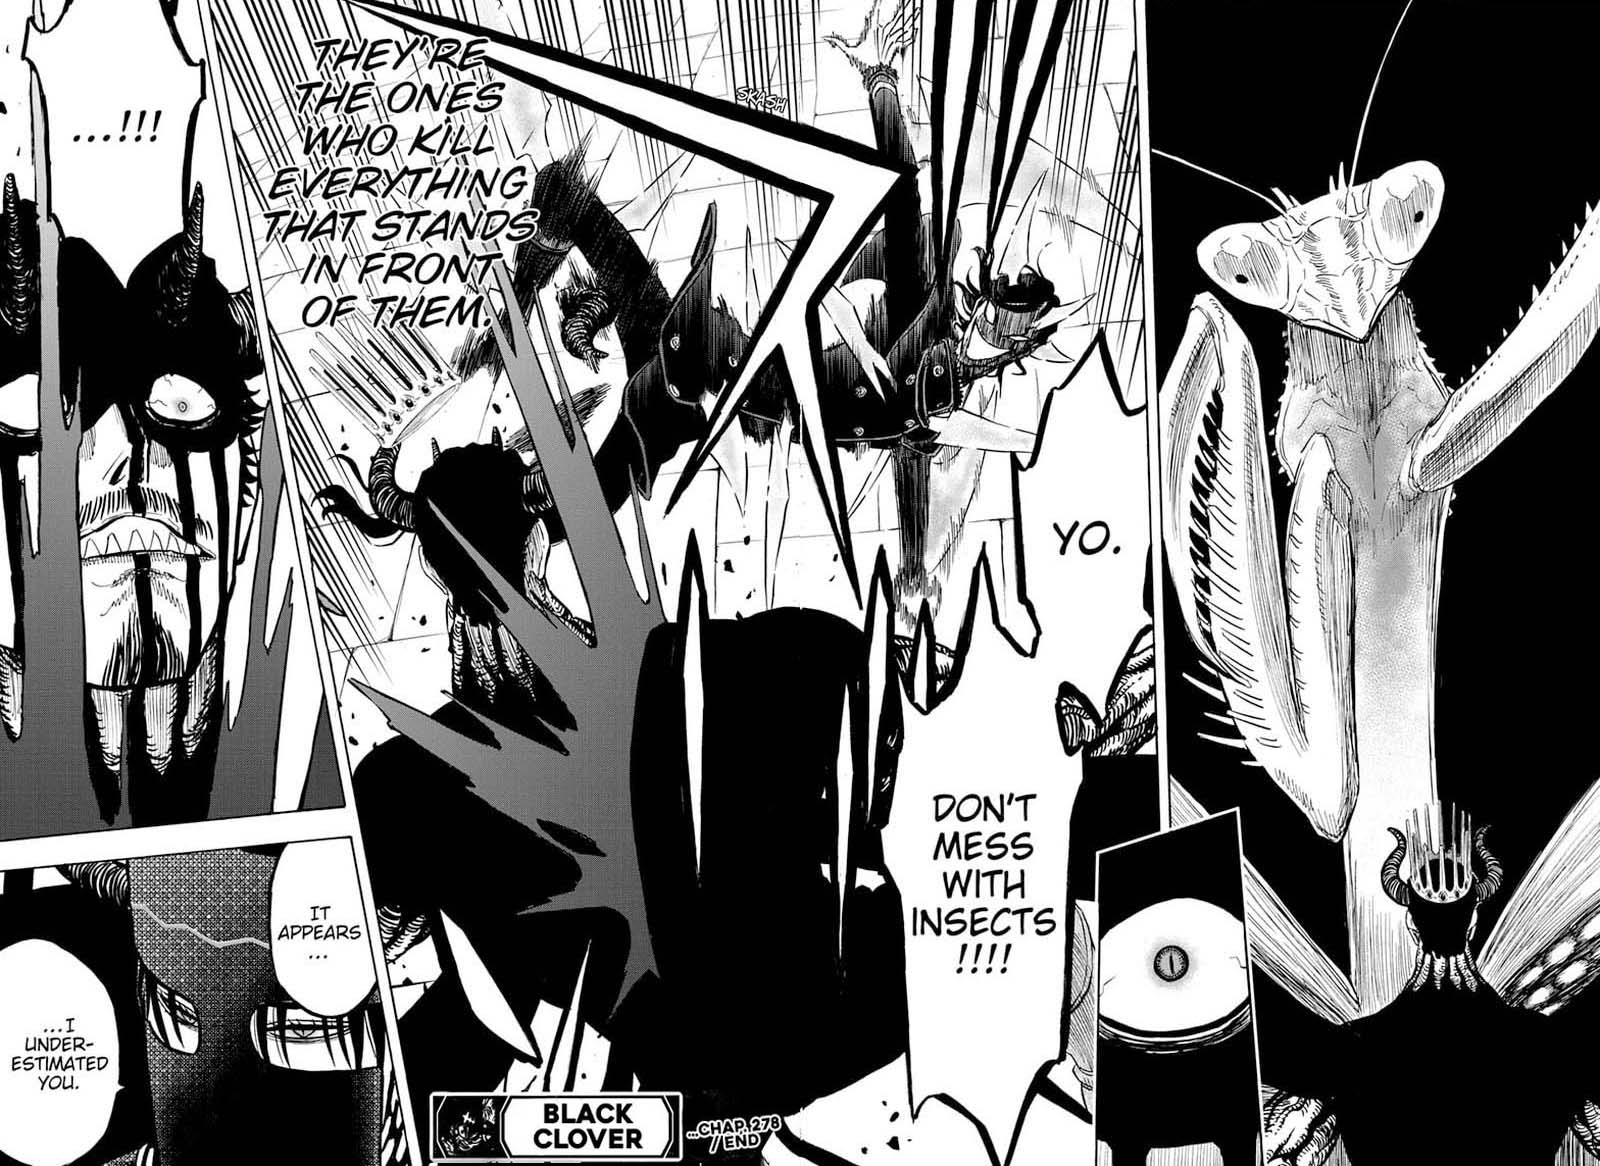 YO.
DON'T
MESS
WITH
INSECTS
!!!!
SKASH
THEY'RE
THE ONES
WHO KILL
EVERYTHING
THAT STANDS
IN FRONT
OF THEM.
...!!!
IT
APPEARS
...
...I
UNDER-
ESTIMATED
YOU.
BLACK
CLOVER
...CHAP. 278
/ END